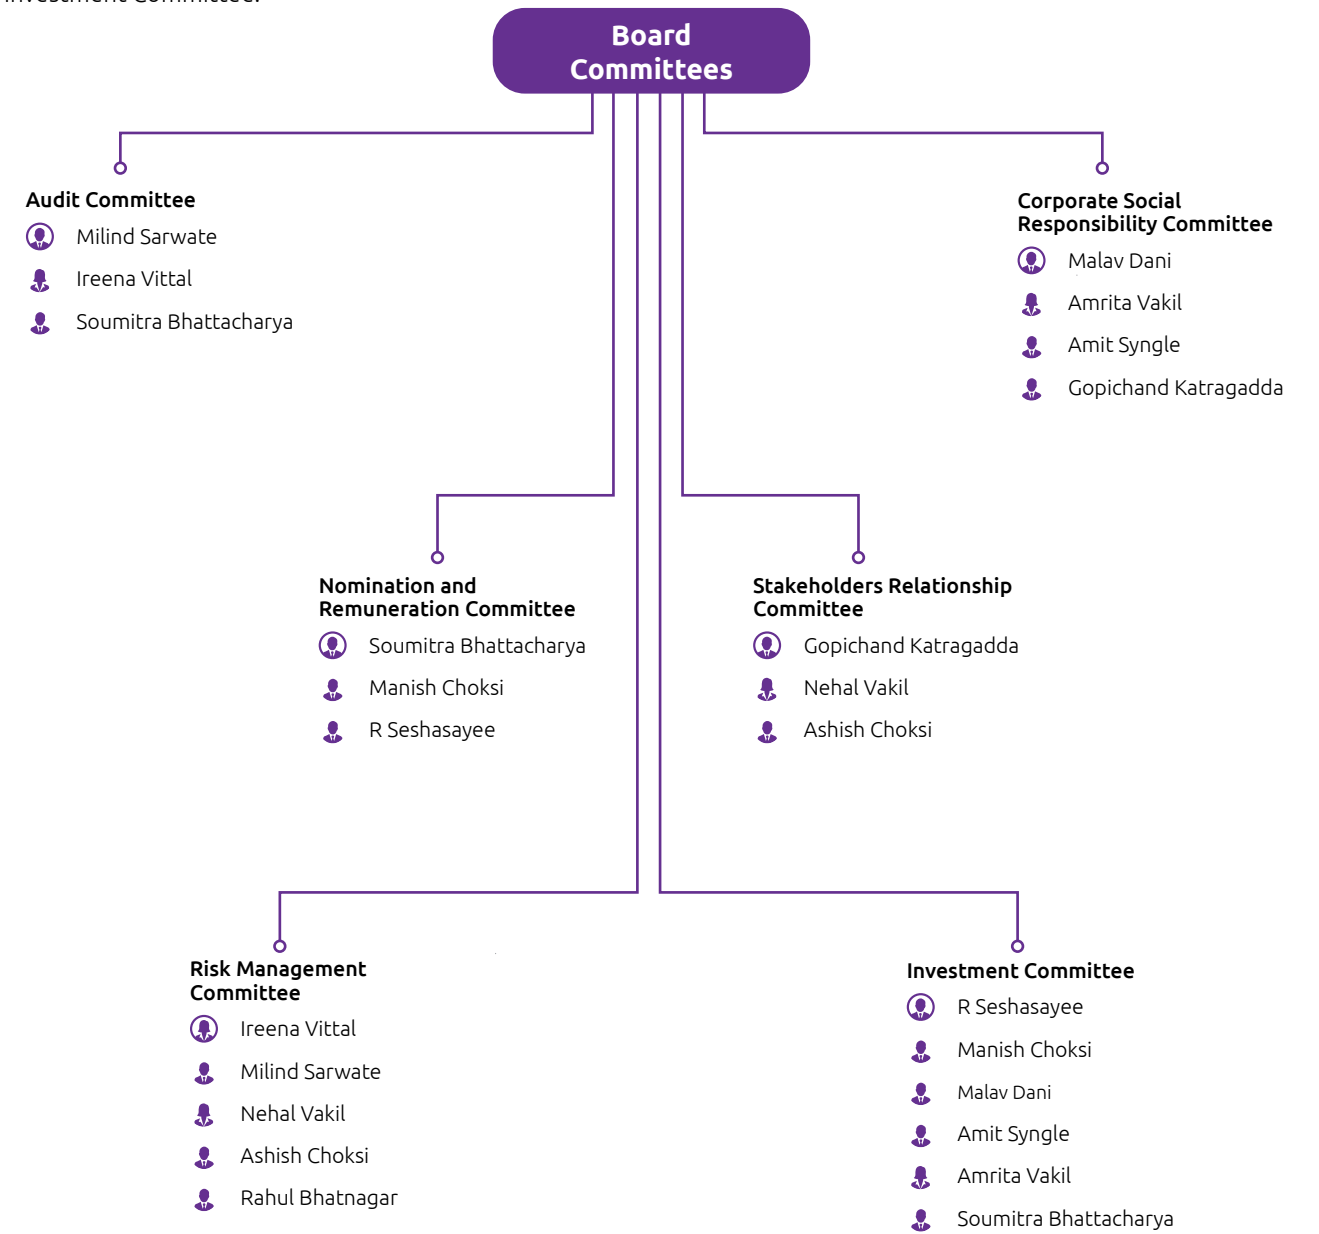 Investment Committee.
Board
Committees
Audit Committee
Milind Sarwate
Ireena Vittal
Soumitra Bhattacharya
Corporate Social
Responsibility Committee
Malav Dani
Amrita Vakil
Amit Syngle
Gopichand Katragadda
Nomination and
Remuneration Committee
Soumitra Bhattacharya
Manish Choksi
R Seshasayee
Stakeholders Relationship
Committee
Gopichand Katragadda
Nehal Vakil
Ashish Choksi
Risk Management
Committee
Ireena Vittal
Milind Sarwate
Nehal Vakil
Ashish Choksi
Rahul Bhatnagar
Investment Committee
R Seshasayee
Manish Choksi
Malav Dani
Amit Syngle
Amrita Vakil
Soumitra Bhattacharya